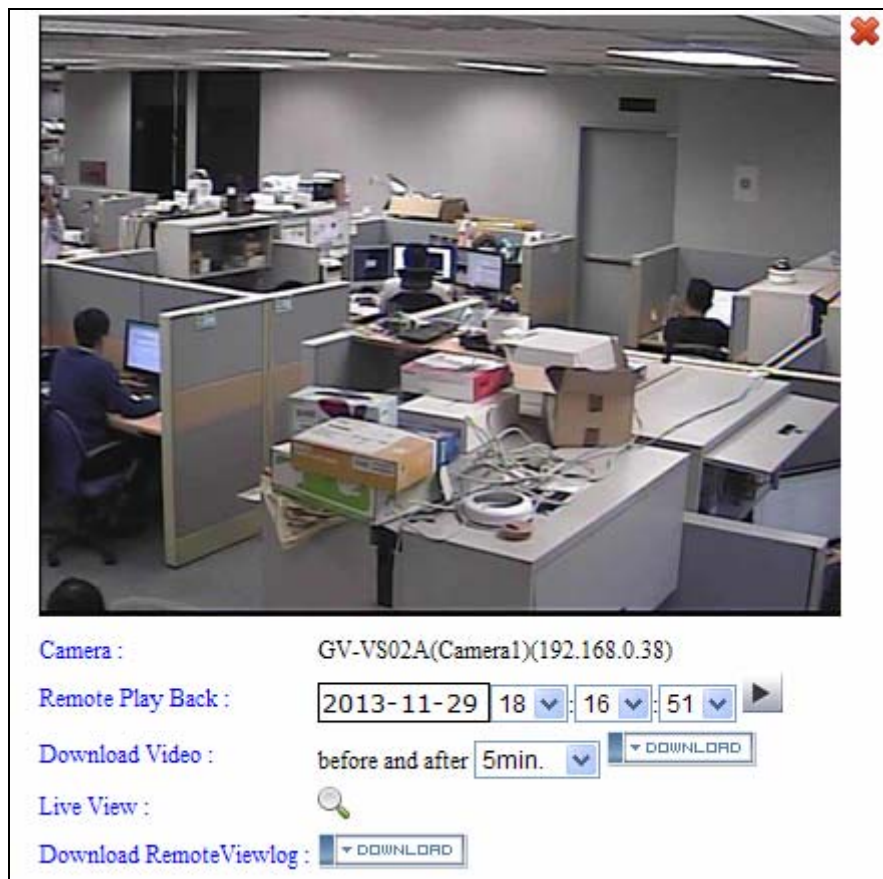 Camera : GV-VS02A(Camera1)(192.168.0.38)
Remote Play Back : 2013-11-29 18 : 16 : 51
Download Video : before and after 5min. DOWNLOAD
Live View :
Download RemoteViewlog : DOWNLOAD